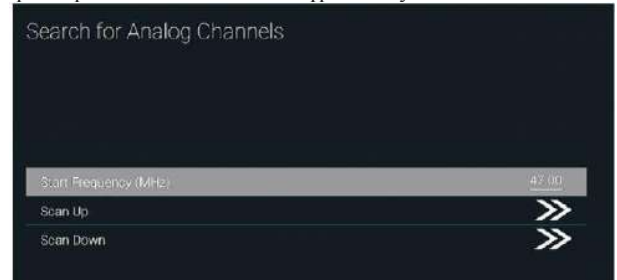 Search for Analog Channels
Start Frequency (MHz) 47.00
Scan Up
Scan Down